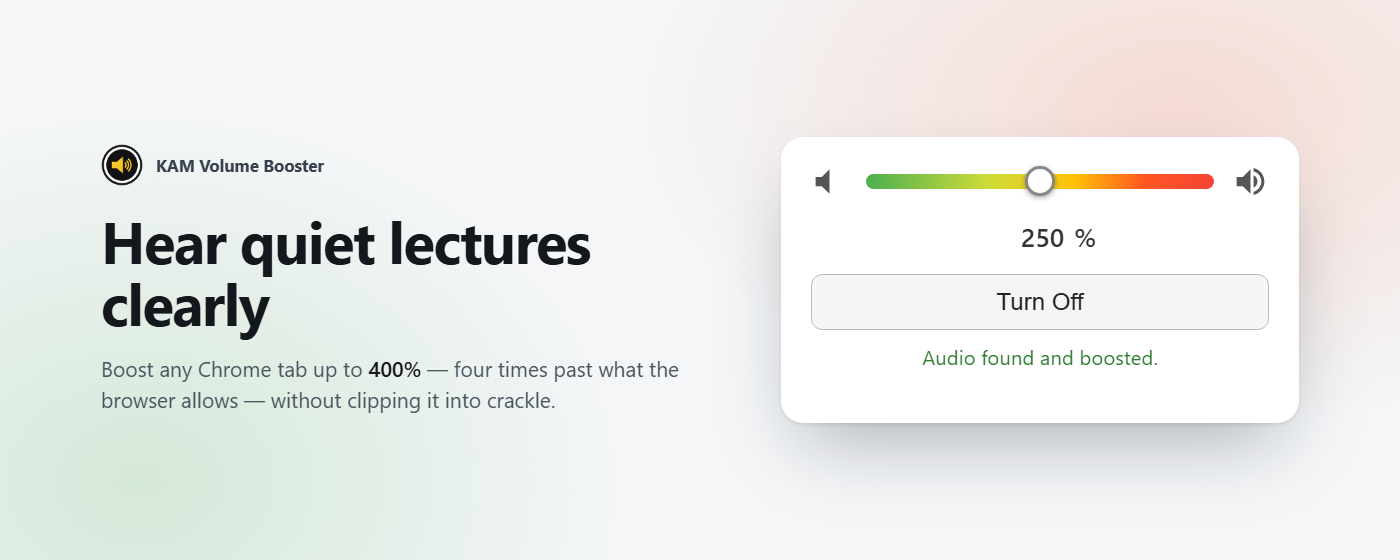 KAM Volume Booster
Hear quiet lectures
clearly
Boost any Chrome tab up to 400% — four times past what the
browser allows — without clipping it into crackle.
250 %
Turn Off
Audio found and boosted.